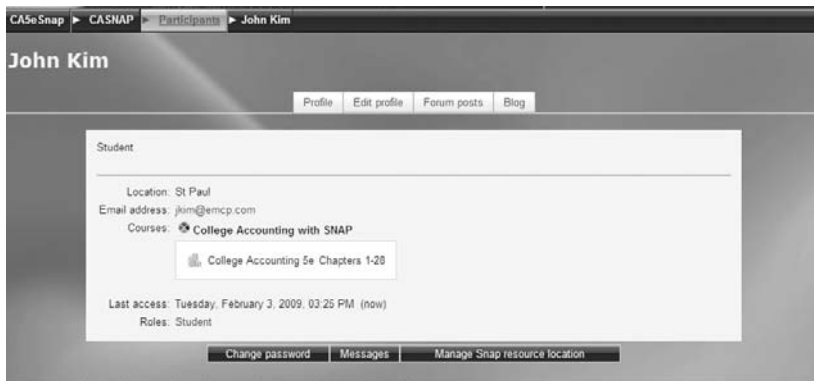 CA5eSnap ► CASNAP ► Participants ► John Kim
John Kim
Profile Edit profile Forum posts Blog
Student
Location: St Paul
Email address: jkim@emcp.com
Courses: College Accounting with SNAP
College Accounting 5e Chapters 1-28
Last access: Tuesday, February 3, 2009, 03:25 PM (now)
Roles: Student
Change password Messages Manage Snap resource location